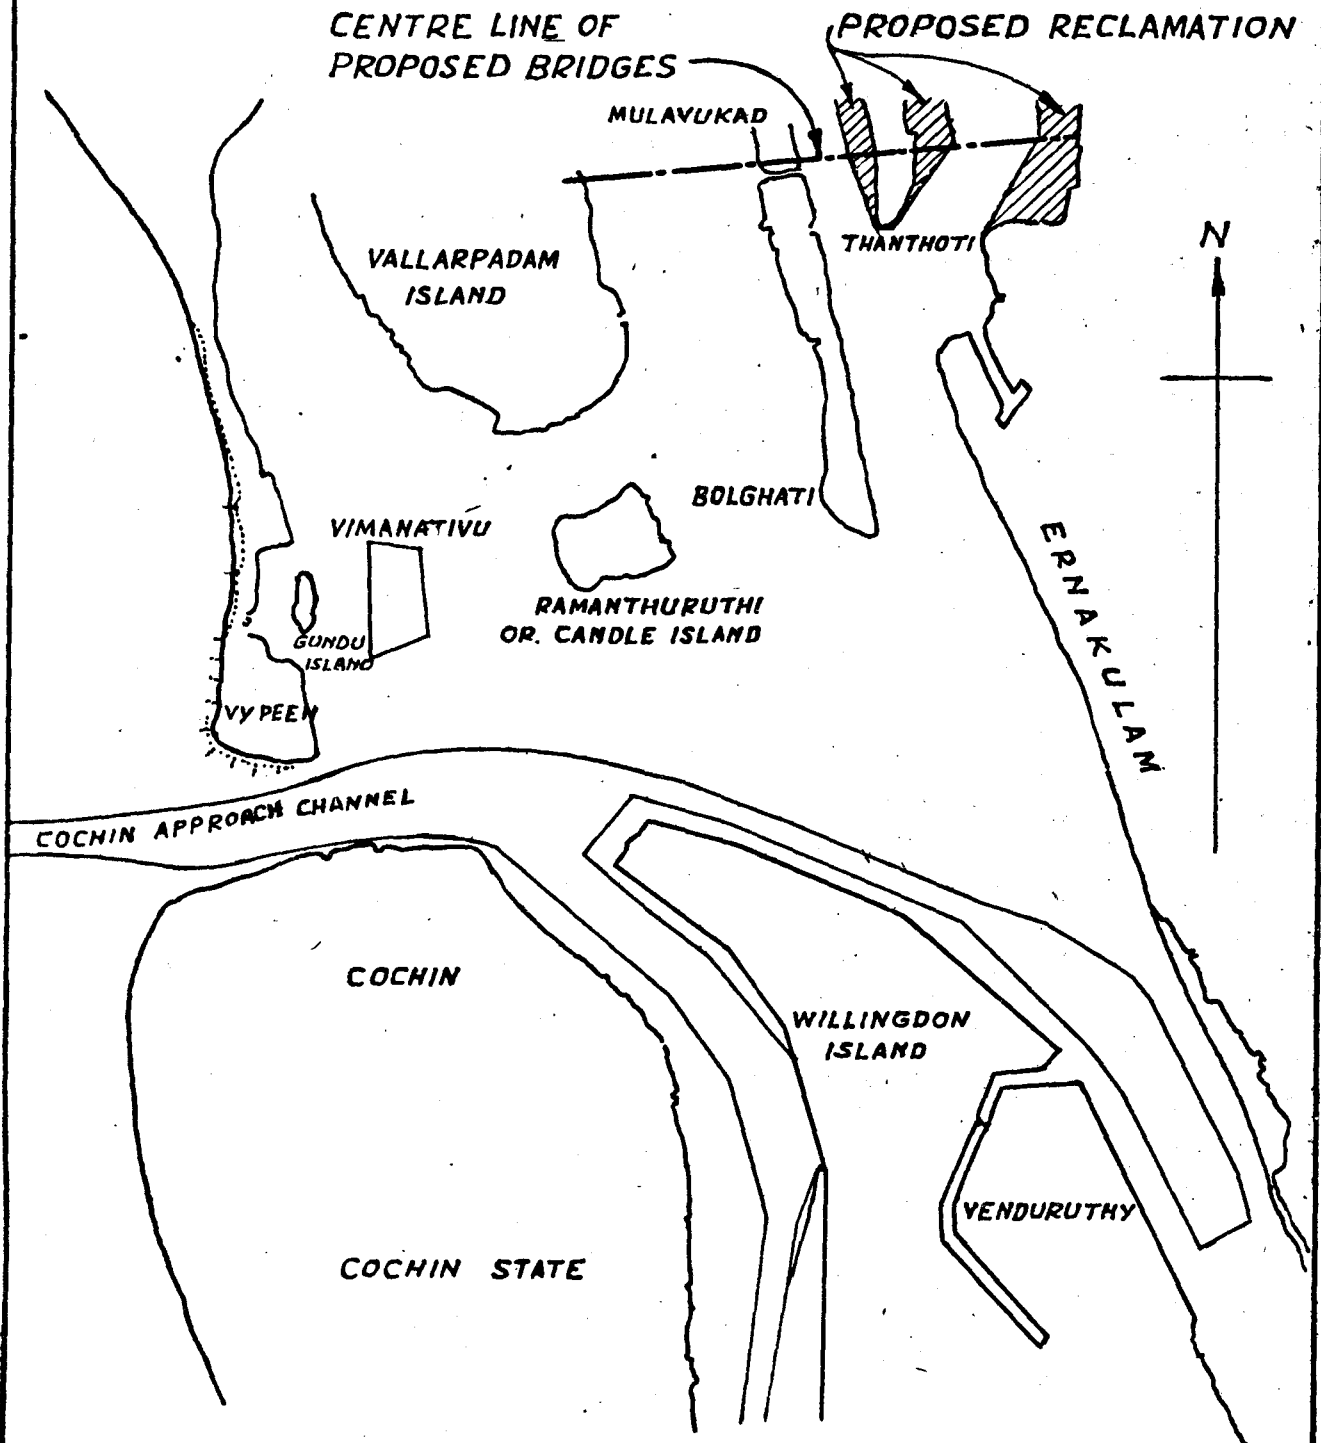 CENTRE LINE OF
PROPOSED BRIDGES
PROPOSED RECLAMATION
MULAVUKAD
THANTHOTI
N
VALLARPADAM
ISLAND
BOLGHATI
VIMANATIVU
ERNAKULAM
RAMANTHURUTHI
OR. CANDLE ISLAND
GUNDU
ISLAND
VYPEEN
COCHIN APPROACH CHANNEL
COCHIN
WILLINGDON
ISLAND
VENDURUTHY
COCHIN STATE